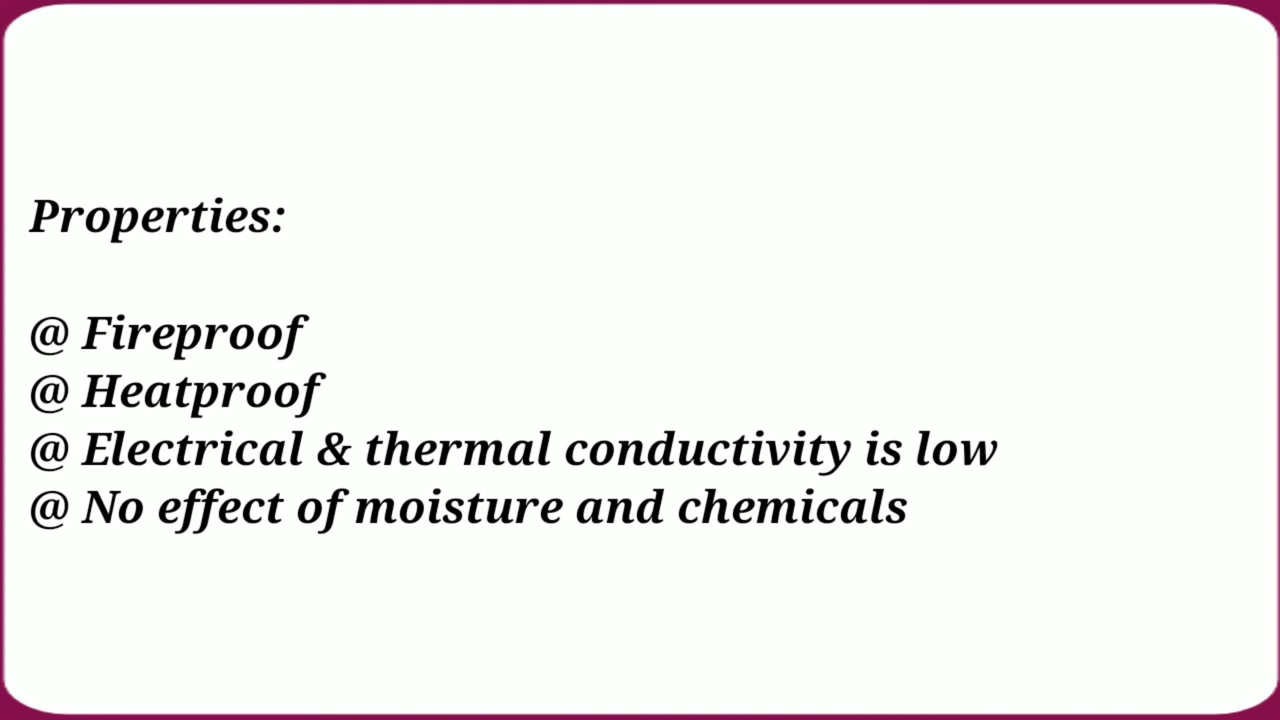 Properties:
@ Fireproof
@ Heatproof
@ Electrical & thermal conductivity is low
@ No effect of moisture and chemicals